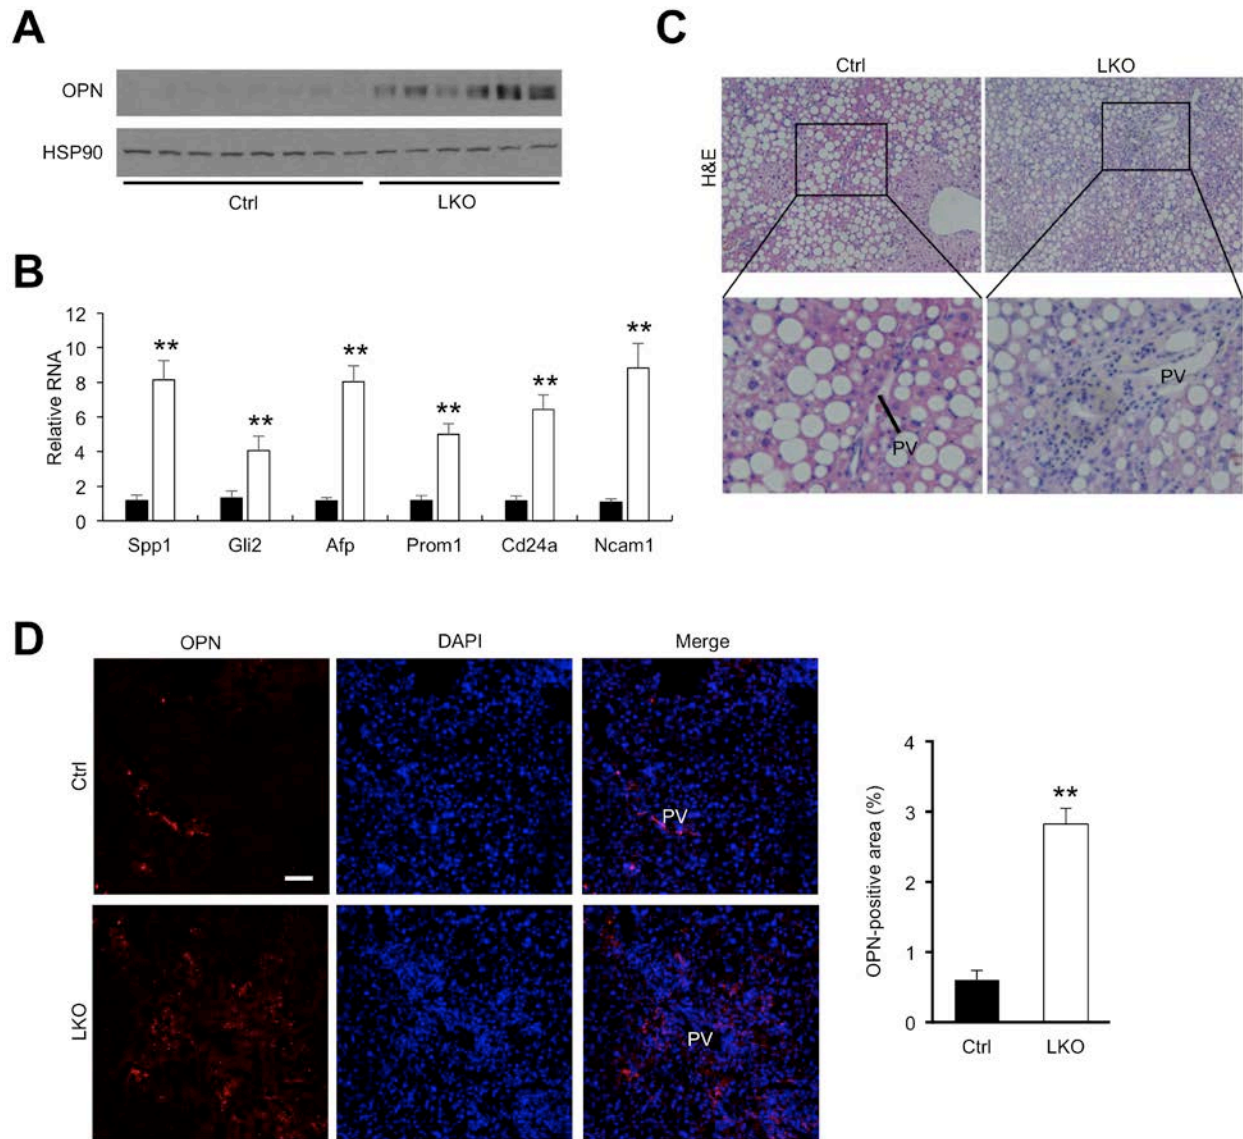 A
OPN
HSP90
Ctrl LKO
B
Relative RNA
12
10
8
6
4
2
0
** ** ** ** ** **
Spp1 Gli2 Afp Prom1 Cd24a Ncam1
C
Ctrl LKO
H&E
PV
PV
D
OPN DAPI Merge
Ctrl
PV
LKO
PV
OPN-positive area (%)
4
3
2
1
0
**
Ctrl LKO